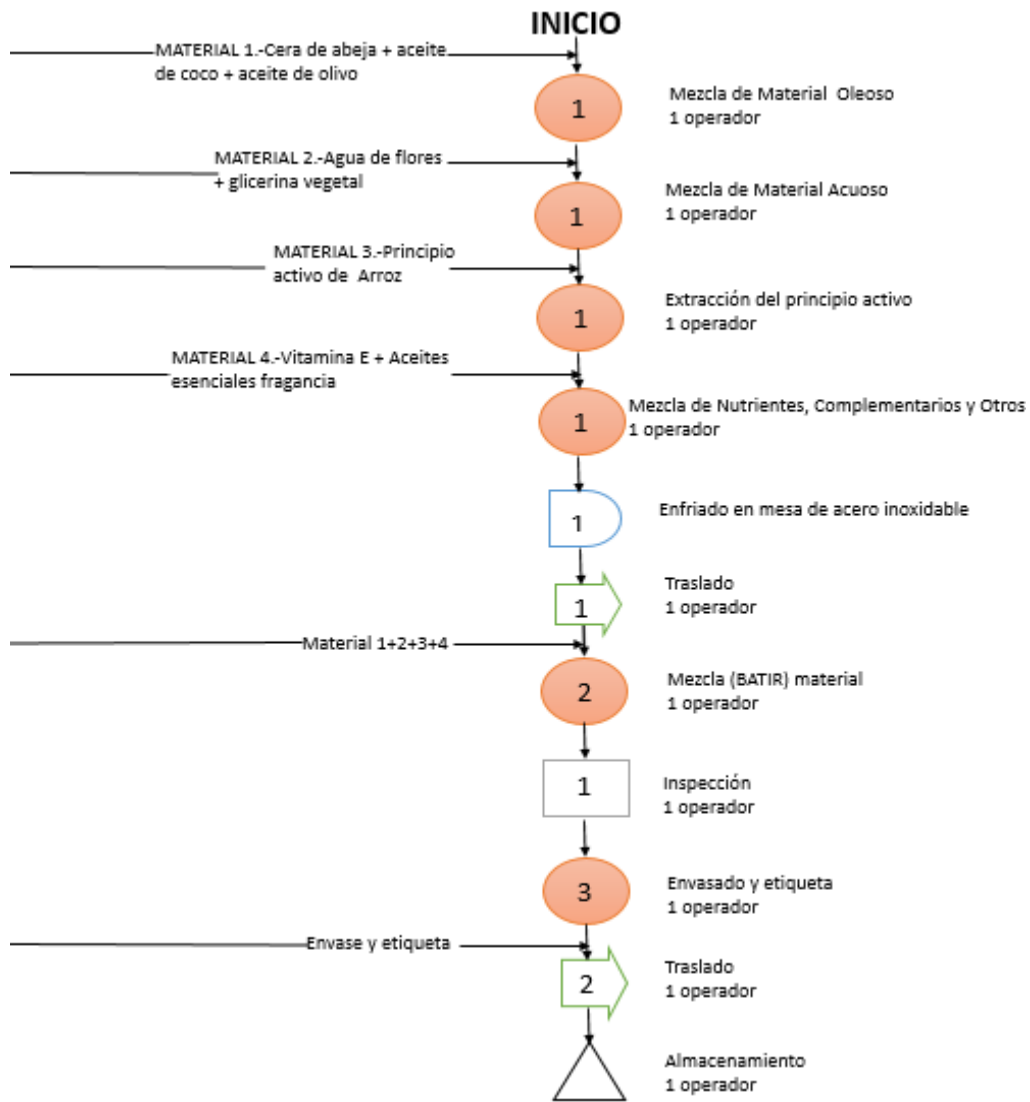 INICIO
MATERIAL 1.-Cera de abeja + aceite
de coco + aceite de olivo
1
Mezcla de Material Oleoso
1 operador
MATERIAL 2.-Agua de flores
+ glicerina vegetal
1
Mezcla de Material Acuoso
1 operador
MATERIAL 3.-Principio
activo de Arroz
1
Extracción del principio activo
1 operador
MATERIAL 4.-Vitamina E + Aceites
esenciales fragancia
1
Mezcla de Nutrientes, Complementarios y Otros
1 operador
1
Enfriado en mesa de acero inoxidable
1
Traslado
1 operador
Material 1+2+3+4
2
Mezcla (BATIR) material
1 operador
1
Inspección
1 operador
3
Envasado y etiqueta
1 operador
Envase y etiqueta
2
Traslado
1 operador
Almacenamiento
1 operador